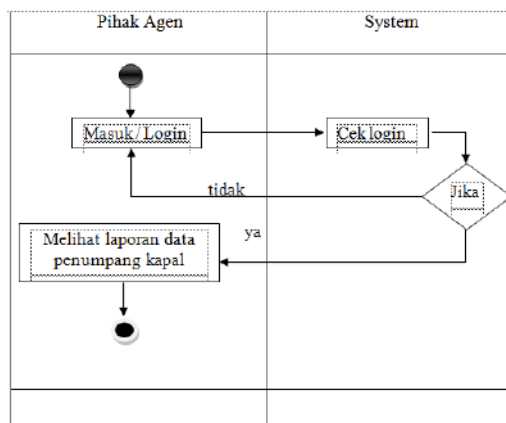 Pihak Agen
System
Masuk / Login
Cek login
Jika
tidak
ya
Melihat laporan data
penumpang kapal